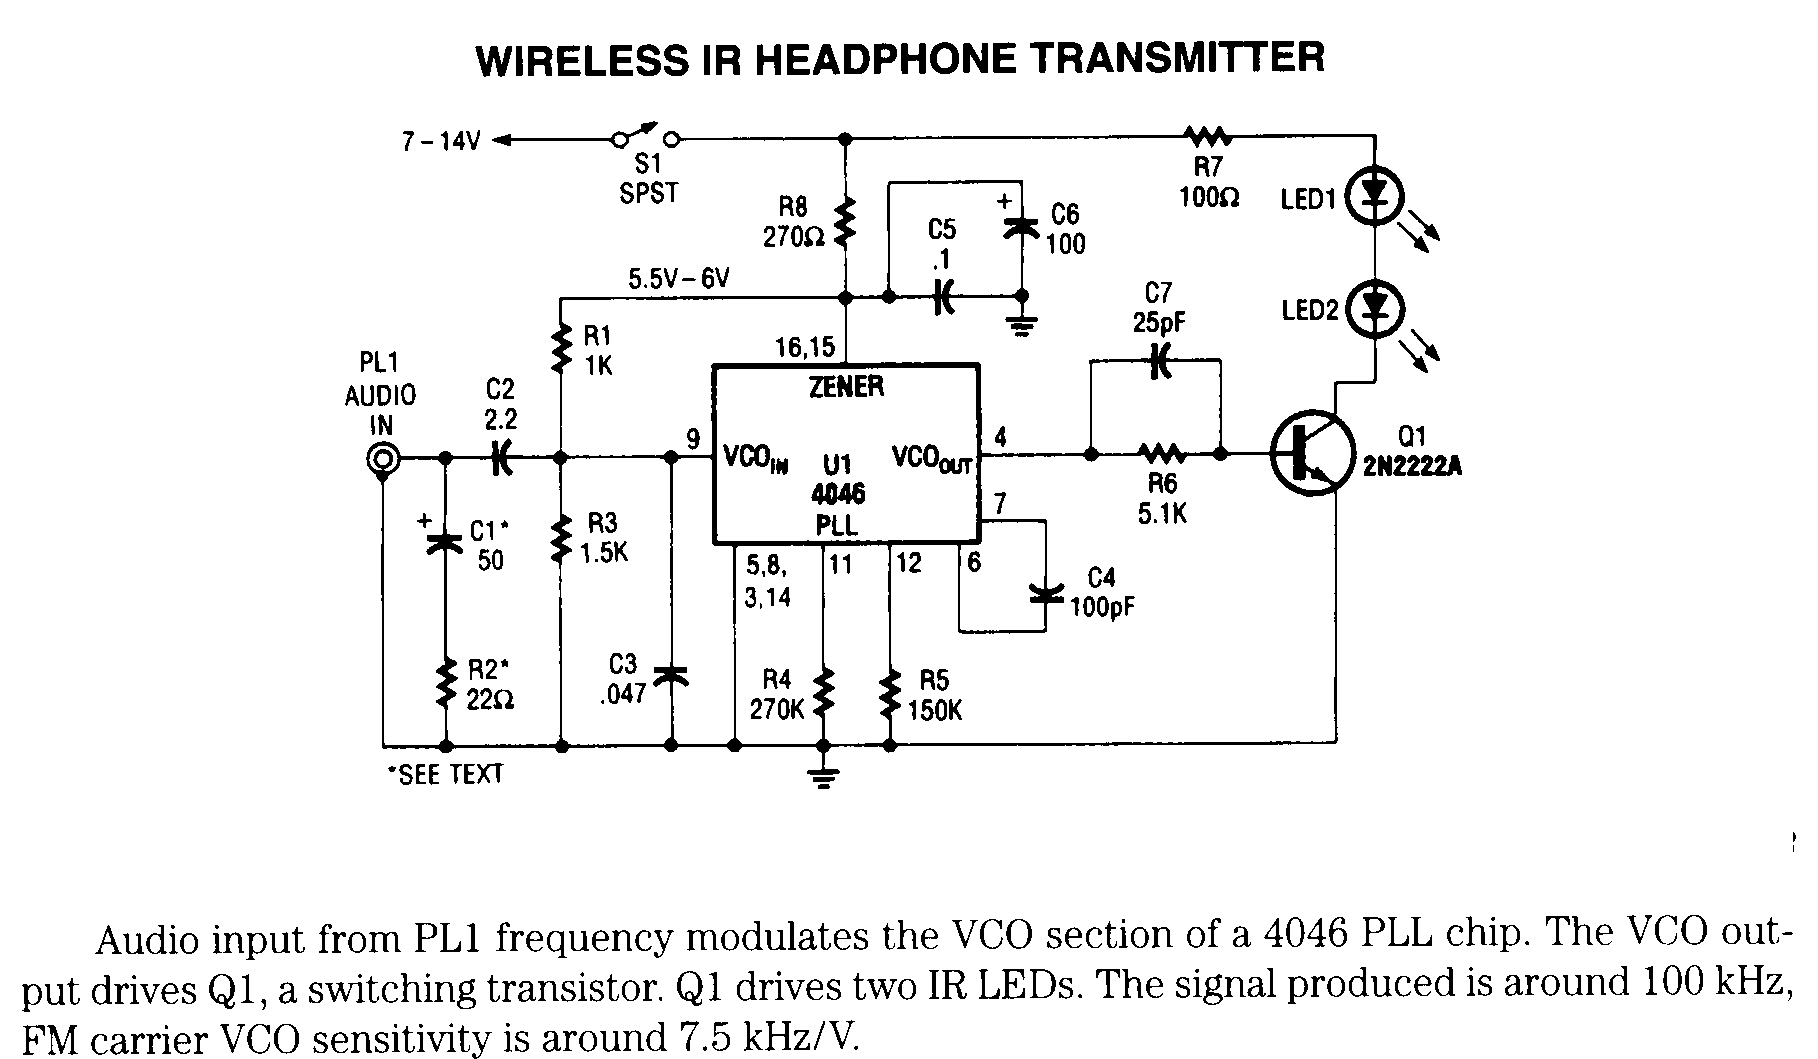 WIRELESS IR HEADPHONE TRANSMITTER
7 – 14V
S1
SPST
R7
100Ω
LED1
R8
270Ω
C5
.1
+
C6
100
5.5V – 6V
C7
25pF
LED2
R1
1K
16,15
ZENER
PL1
AUDIO
IN
C2
2.2
9
VCOIN
U1
4046
PLL
VCOOUT
4
Q1
2N2222A
R6
5.1K
7
+
C1*
50
R3
1.5K
5,8,
3,14
11
12
6
C4
100pF
R2*
22Ω
C3
.047
R4
270K
R5
150K
*SEE TEXT
Audio input from PL1 frequency modulates the VCO section of a 4046 PLL chip. The VCO out-
put drives Q1, a switching transistor. Q1 drives two IR LEDs. The signal produced is around 100 kHz,
FM carrier VCO sensitivity is around 7.5 kHz/V.